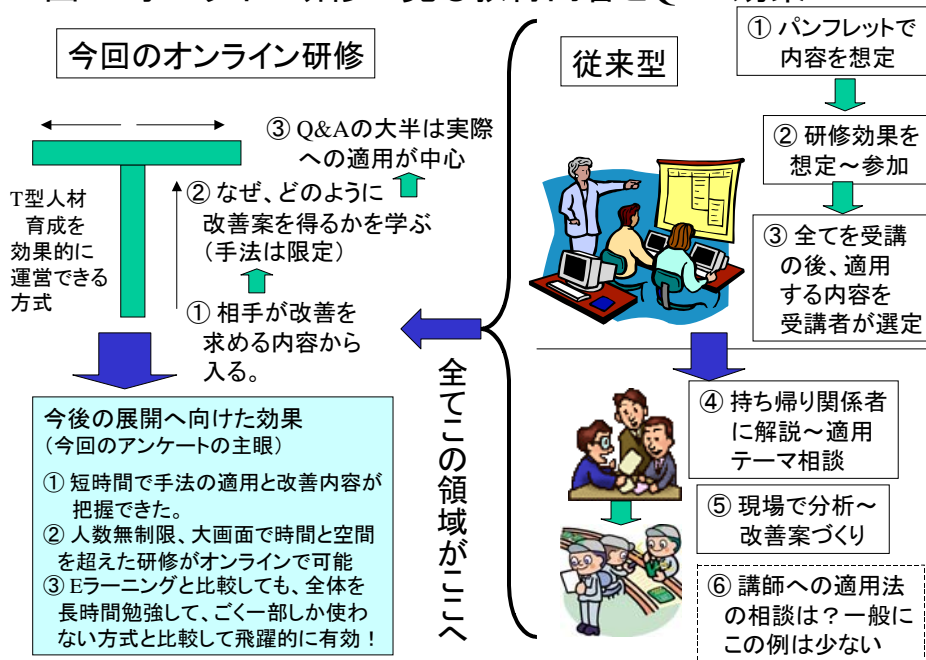 今回のオンライン研修
③ Q&Aの大半は実際
への適用が中心
T型人材
育成を
効果的に
運営できる
方式
② なぜ、どのように
改善案を得るかを学ぶ
(手法は限定)
① 相手が改善を
求める内容から
入る。
今後の展開へ向けた効果
(今回のアンケートの主眼)
① 短時間で手法の適用と改善内容が
把握できた。
② 人数無制限、大画面で時間と空間
を超えた研修がオンラインで可能
③ Eラーニングと比較しても、全体を
長時間勉強して、ごく一部しか使わ
ない方式と比較して飛躍的に有効！
全てこの領域がここへ
従来型
① パンフレットで
内容を想定
② 研修効果を
想定～参加
③ 全てを受講
の後、適用
する内容を
受講者が選定
④ 持ち帰り関係者
に解説～適用
テーマ相談
⑤ 現場で分析～
改善案づくり
⑥ 講師への適用法
の相談は？一般に
この例は少ない